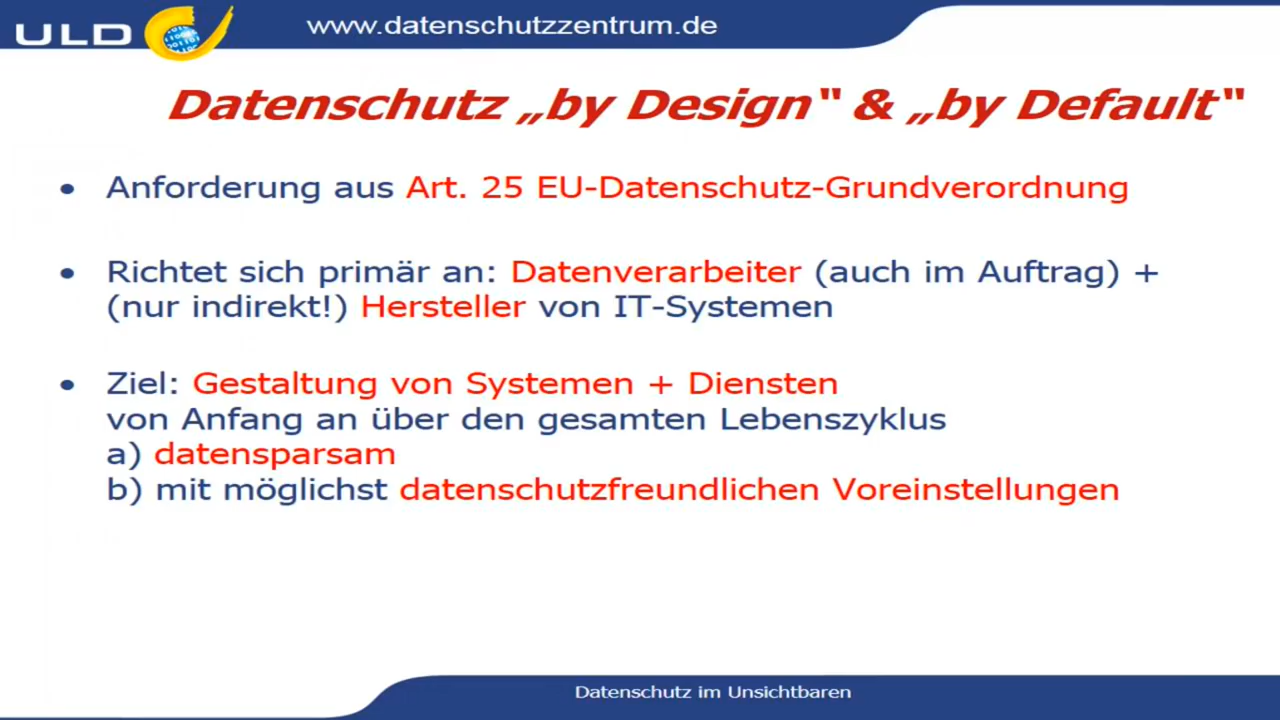 ULD
www.datenschutzzentrum.de
Datenschutz „by Design“ & „by Default“
• Anforderung aus Art. 25 EU-Datenschutz-Grundverordnung
• Richtet sich primär an: Datenverarbeiter (auch im Auftrag) +
(nur indirekt!) Hersteller von IT-Systemen
• Ziel: Gestaltung von Systemen + Diensten
von Anfang an über den gesamten Lebenszyklus
a) datensparsam
b) mit möglichst datenschutzfreundlichen Voreinstellungen
Datenschutz im Unsichtbaren